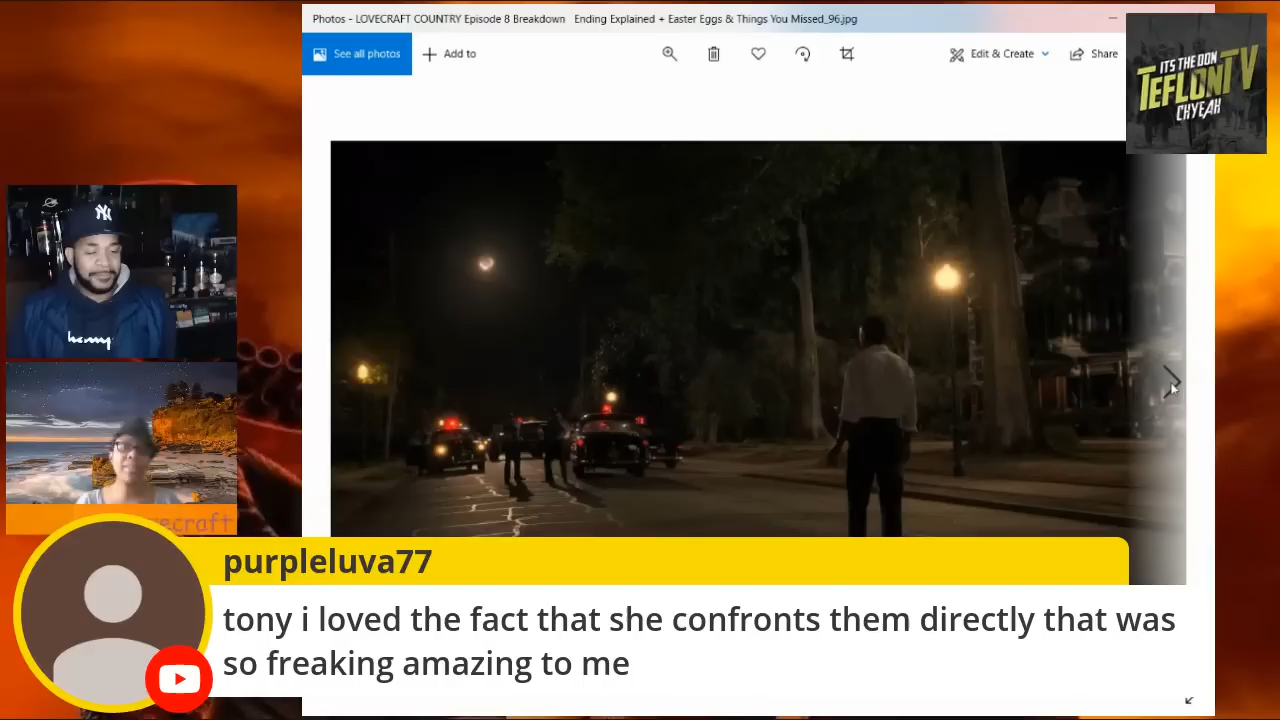 Photos - LOVECRAFT COUNTRY Episode 8 Breakdown Ending Explained + Easter Eggs & Things You Missed_96.jpg
See all photos
Add to
Edit & Create
Share
ITS THE DON
TEFLONTV
CHYEAH
NY
purpleluva77
tony i loved the fact that she confronts them directly that was
so freaking amazing to me